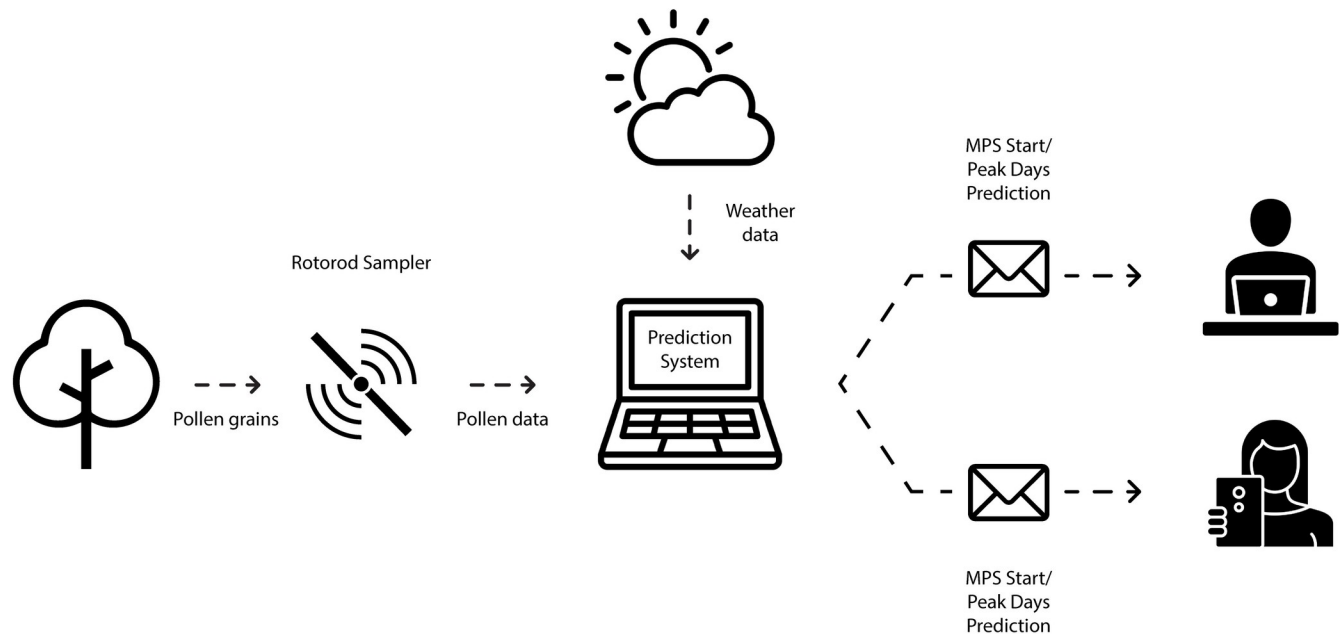 MPS Start/
Peak Days
Prediction
Weather
data
Rotorod Sampler
Prediction
System
Pollen grains
Pollen data
MPS Start/
Peak Days
Prediction